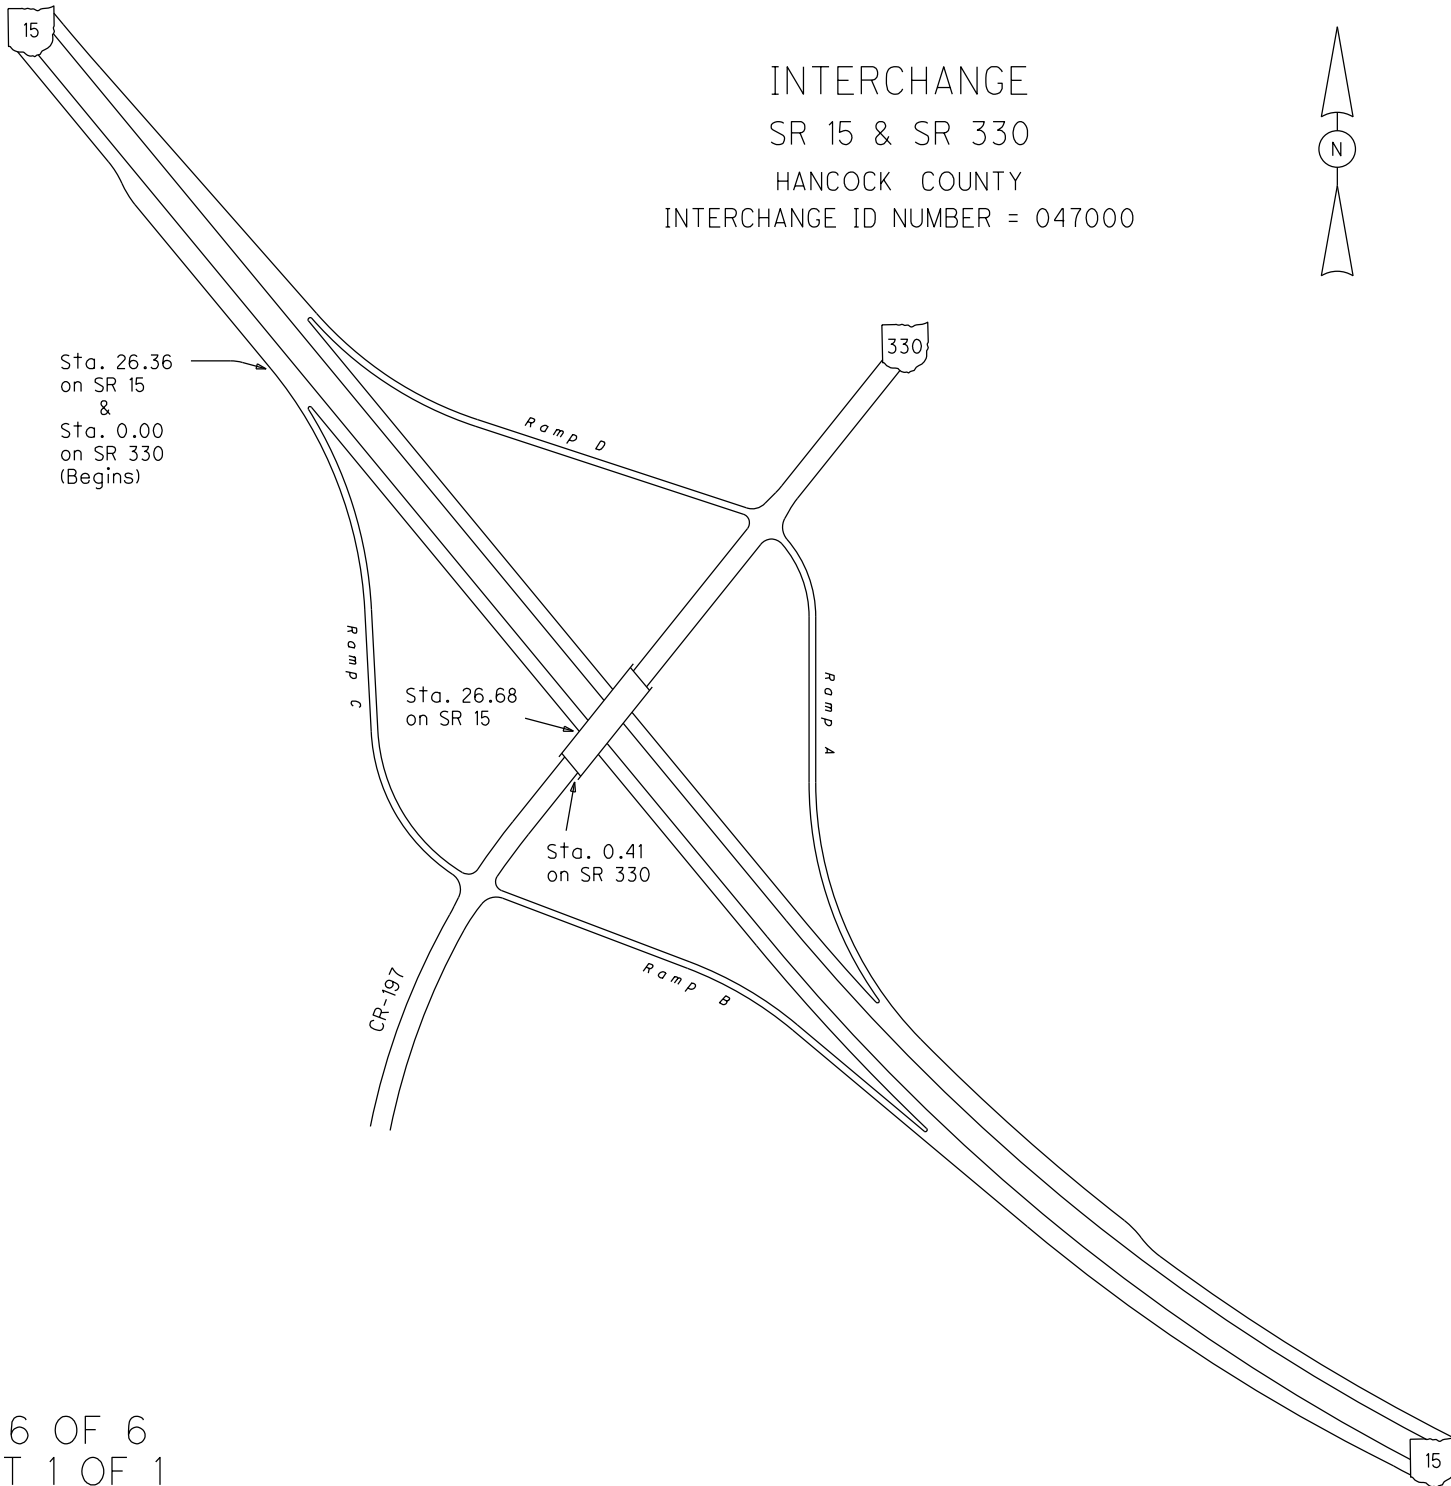 15
INTERCHANGE
SR 15 & SR 330
HANCOCK COUNTY
INTERCHANGE ID NUMBER = 047000
N
330
Sta. 26.36
on SR 15
&
Sta. 0.00
on SR 330
(Begins)
Ramp D
Ramp C
Sta. 26.68
on SR 15
Ramp A
Sta. 0.41
on SR 330
Ramp B
CR-197
6 OF 6
T 1 OF 1
15